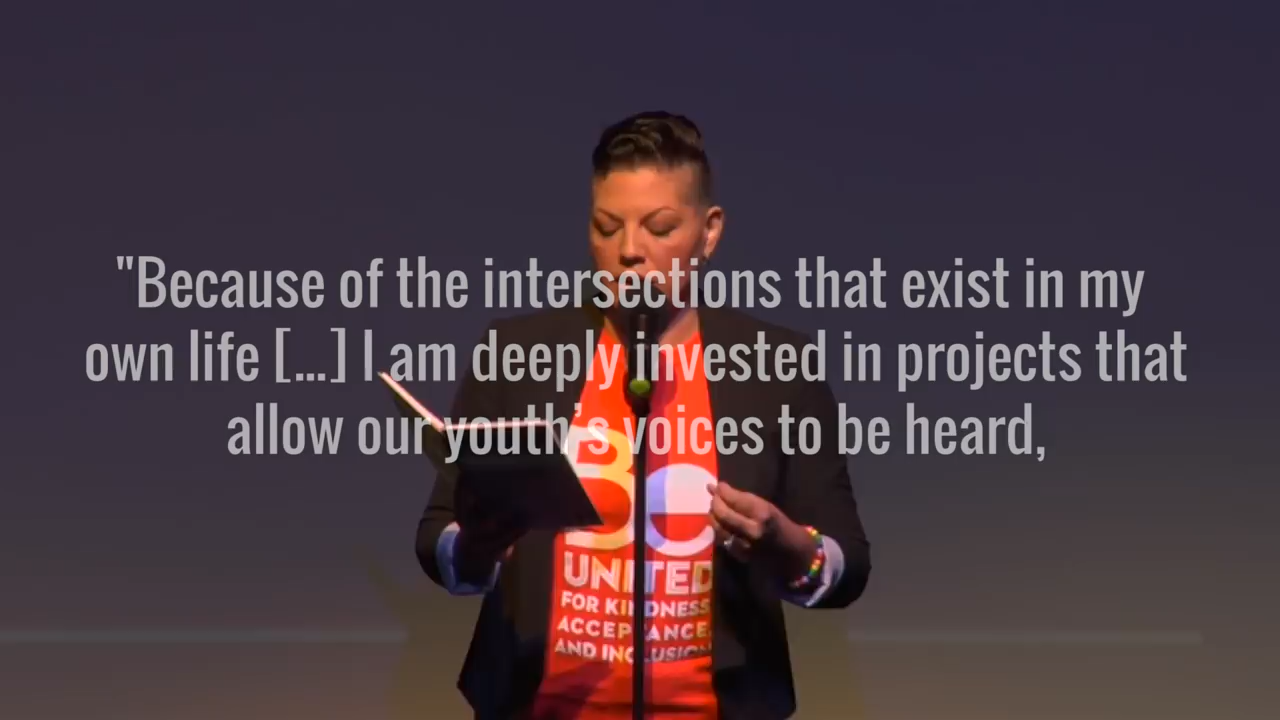 "Because of the intersections that exist in my
own life [...] I am deeply invested in projects that
allow our youth's voices to be heard,
Be
UNITED
FOR KINDNESS
ACCEPTANCE
AND INCLUSION